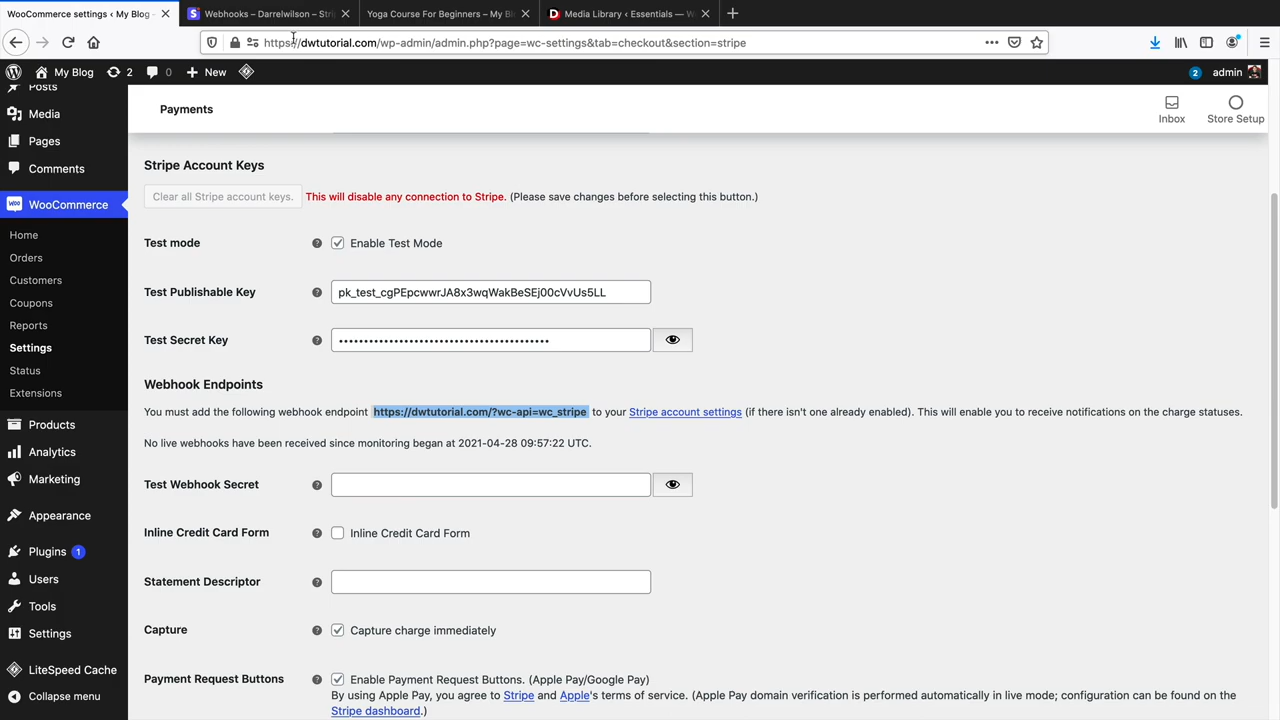 WooCommerce settings ‹ My Blog -
Webhooks – Darrelwilson – Stri
Yoga Course For Beginners – My Bl
Media Library ‹ Essentials — W
https://dwtutorial.com/wp-admin/admin.php?page=wc-settings&tab=checkout&section=stripe
My Blog
2
0
New
2
admin
Posts
Media
Pages
Comments
WooCommerce
Home
Orders
Customers
Coupons
Reports
Settings
Status
Extensions
Products
Analytics
Marketing
Appearance
Plugins 1
Users
Tools
Settings
LiteSpeed Cache
Collapse menu
Payments
Inbox
Store Setup
Stripe Account Keys
Clear all Stripe account keys. This will disable any connection to Stripe. (Please save changes before selecting this button.)
Test mode
Enable Test Mode
Test Publishable Key
pk_test_cgPEpcwwrJA8x3wqWakBeSEj00cVvUs5LL
Test Secret Key
Webhook Endpoints
You must add the following webhook endpoint https://dwtutorial.com/?wc-api=wc_stripe to your Stripe account settings (if there isn't one already enabled). This will enable you to receive notifications on the charge statuses.
No live webhooks have been received since monitoring began at 2021-04-28 09:57:22 UTC.
Test Webhook Secret
Inline Credit Card Form
Inline Credit Card Form
Statement Descriptor
Capture
Capture charge immediately
Payment Request Buttons
Enable Payment Request Buttons. (Apple Pay/Google Pay)
By using Apple Pay, you agree to Stripe and Apple's terms of service. (Apple Pay domain verification is performed automatically in live mode; configuration can be found on the
Stripe dashboard.)